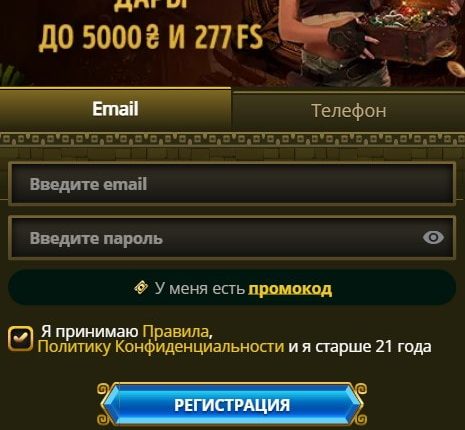 ДАРЫ
ДО 5000 ₴ И 277 FS
Email
Телефон
Введите email
Введите пароль
У меня есть промокод
Я принимаю Правила,
Политику Конфиденциальности и я старше 21 года
РЕГИСТРАЦИЯ